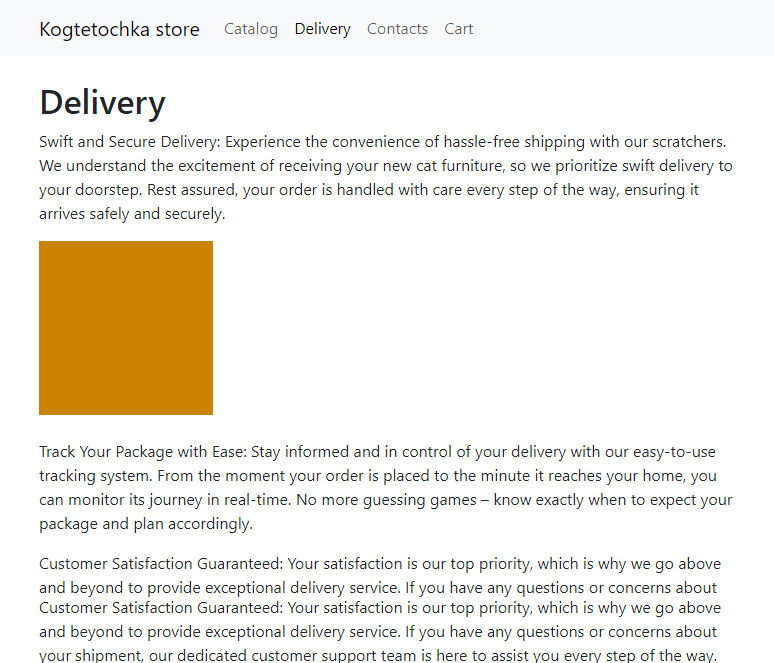 Kogtetochka store Catalog Delivery Contacts Cart
Delivery
Swift and Secure Delivery: Experience the convenience of hassle-free shipping with our scratchers.
We understand the excitement of receiving your new cat furniture, so we prioritize swift delivery to
your doorstep. Rest assured, your order is handled with care every step of the way, ensuring it
arrives safely and securely.
Track Your Package with Ease: Stay informed and in control of your delivery with our easy-to-use
tracking system. From the moment your order is placed to the minute it reaches your home, you
can monitor its journey in real-time. No more guessing games – know exactly when to expect your
package and plan accordingly.
Customer Satisfaction Guaranteed: Your satisfaction is our top priority, which is why we go above
and beyond to provide exceptional delivery service. If you have any questions or concerns about
Customer Satisfaction Guaranteed: Your satisfaction is our top priority, which is why we go above
and beyond to provide exceptional delivery service. If you have any questions or concerns about
your shipment, our dedicated customer support team is here to assist you every step of the way.